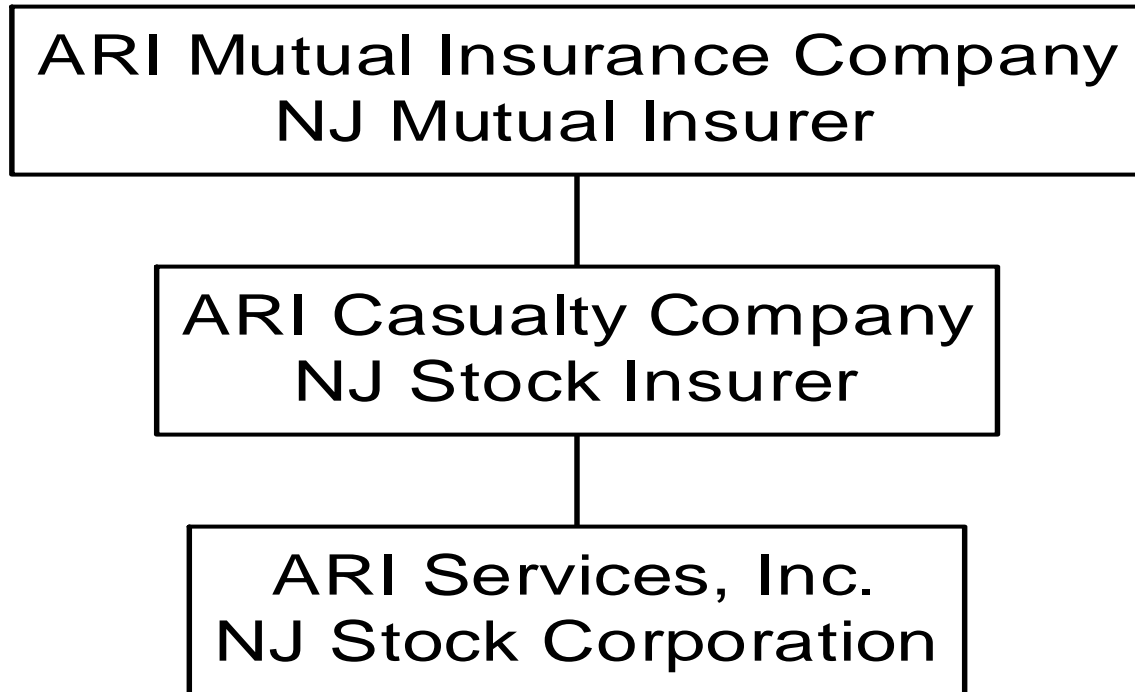 ARI Mutual Insurance Company
NJ Mutual Insurer
ARI Casualty Company
NJ Stock Insurer
ARI Services, Inc.
NJ Stock Corporation